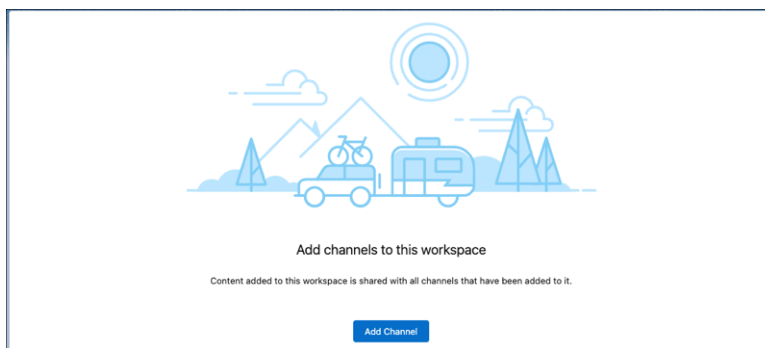 Add channels to this workspace
Content added to this workspace is shared with all channels that have been added to it.
Add Channel